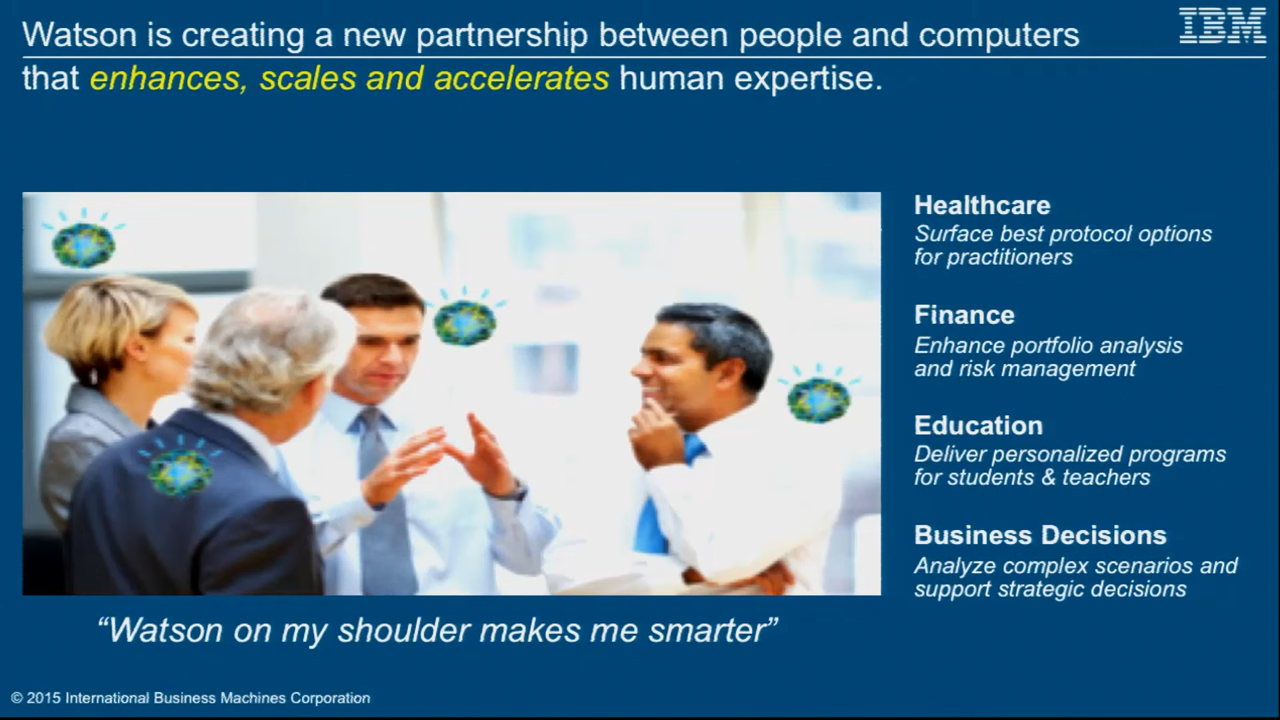 Watson is creating a new partnership between people and computers
IBM
that enhances, scales and accelerates human expertise.
Healthcare
Surface best protocol options
for practitioners
Finance
Enhance portfolio analysis
and risk management
Education
Deliver personalized programs
for students & teachers
Business Decisions
Analyze complex scenarios and
support strategic decisions
“Watson on my shoulder makes me smarter”
© 2015 International Business Machines Corporation